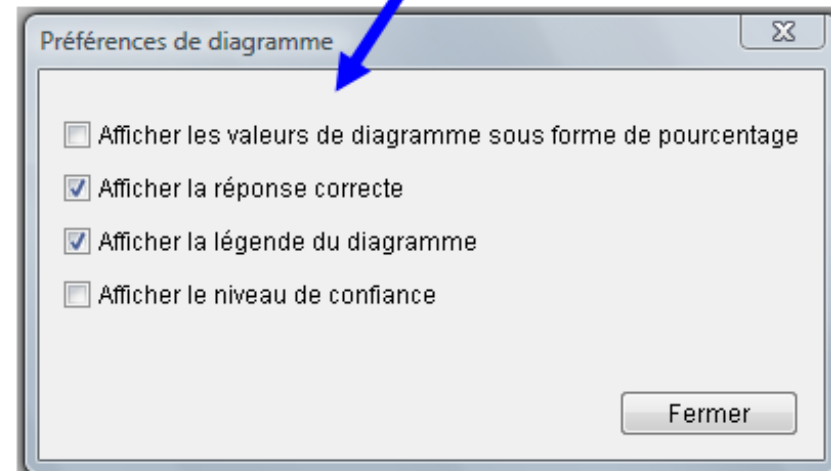 Préférences de diagramme
Afficher les valeurs de diagramme sous forme de pourcentage
Afficher la réponse correcte
Afficher la légende du diagramme
Afficher le niveau de confiance
Fermer